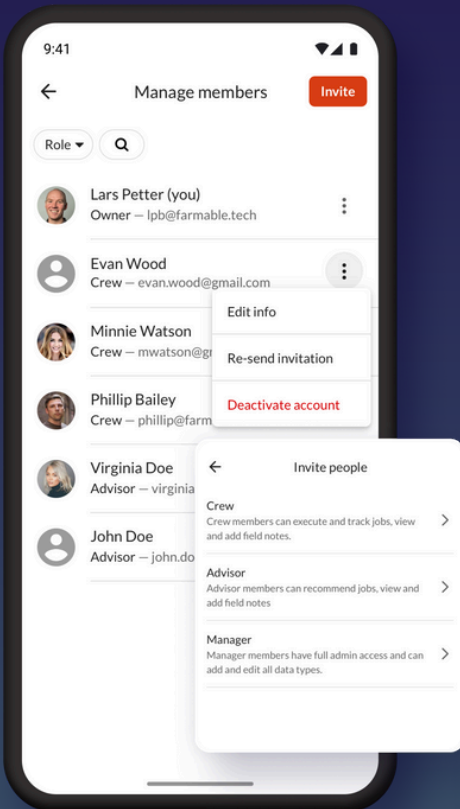 9:41
Manage members
Invite
Role
Lars Petter (you)
Owner — lpb@farmable.tech
Evan Wood
Crew — evan.wood@gmail.com
Edit info
Re-send invitation
Deactivate account
Minnie Watson
Crew — mwatson@gr
Phillip Bailey
Crew — phillip@farm
Virginia Doe
Advisor — virginia
John Doe
Advisor — john.do
Invite people
Crew
Crew members can execute and track jobs, view
and add field notes.
Advisor
Advisor members can recommend jobs, view and
add field notes
Manager
Manager members have full admin access and can
add and edit all data types.